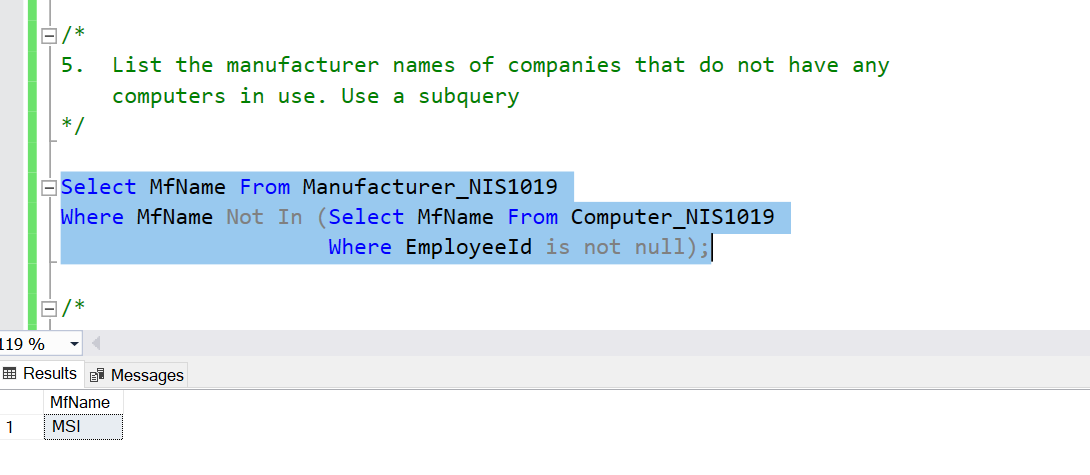 /*
5.  List the manufacturer names of companies that do not have any
    computers in use. Use a subquery
*/
Select MfName From Manufacturer_NIS1019
Where MfName Not In (Select MfName From Computer_NIS1019
                     Where EmployeeId is not null);
/*
119 %
Results Messages
MfName
1 MSI